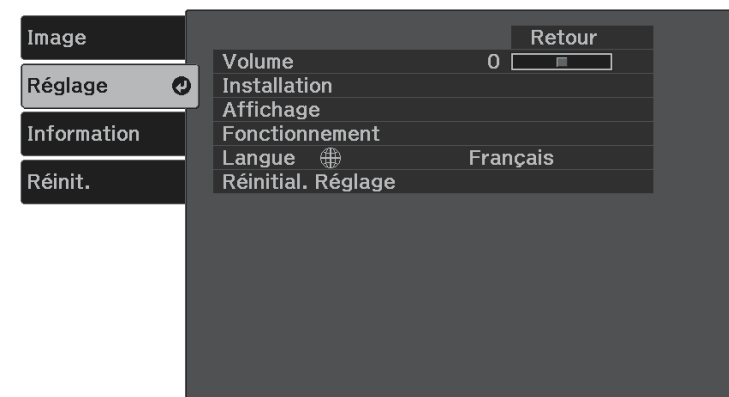 Image
Réglage
Information
Réinit.
Retour
Volume 0
Installation
Affichage
Fonctionnement
Langue Français
Réinitial. Réglage